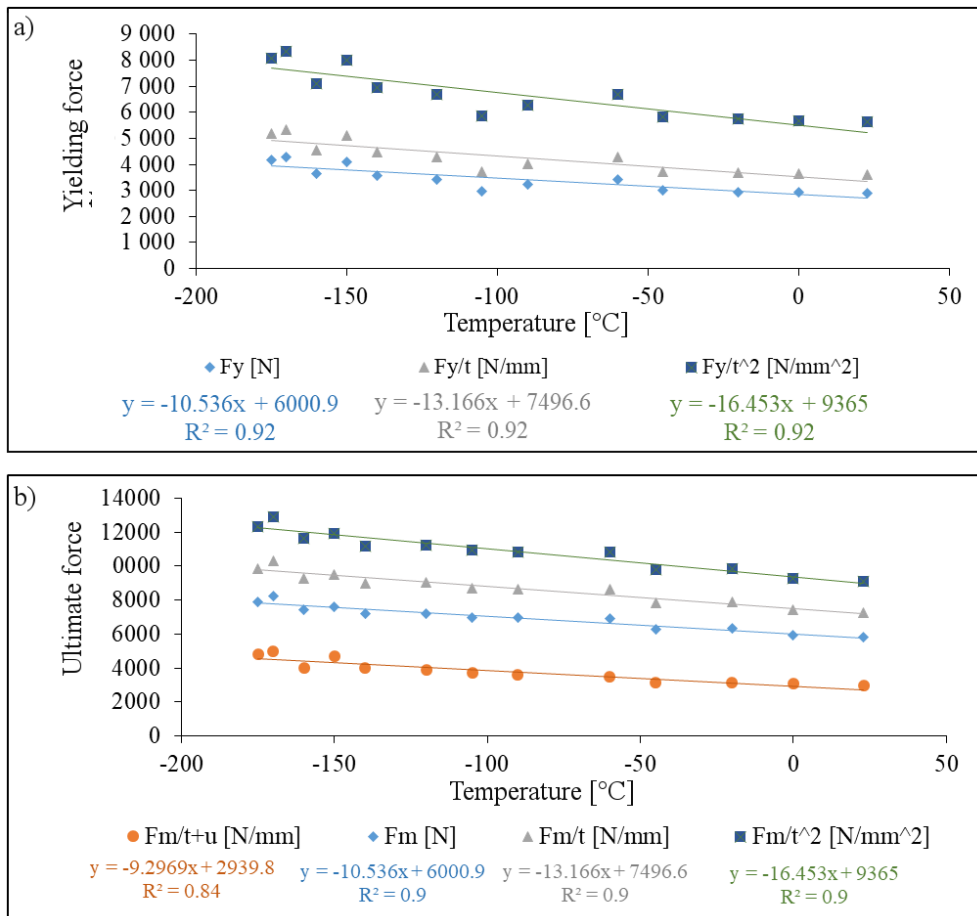 a)
9 000
8 000
7 000
6 000
5 000
4 000
3 000
2 000
1 000
0
Yielding force
-200 -150 -100 -50 0 50
Temperature [°C]
Fy [N] Fy/t [N/mm] Fy/t^2 [N/mm^2]
y = -10.536x + 6000.9 y = -13.166x + 7496.6 y = -16.453x + 9365
R² = 0.92 R² = 0.92 R² = 0.92
b)
14000
12000
0000
8000
6000
4000
2000
0
Ultimate force
-200 -150 -100 -50 0 50
Temperature [°C]
Fm/t+u [N/mm] Fm [N] Fm/t [N/mm] Fm/t^2 [N/mm^2]
y = -9.2969x + 2939.8 y = -10.536x + 6000.9 y = -13.166x + 7496.6 y = -16.453x + 9365
R² = 0.84 R² = 0.9 R² = 0.9 R² = 0.9